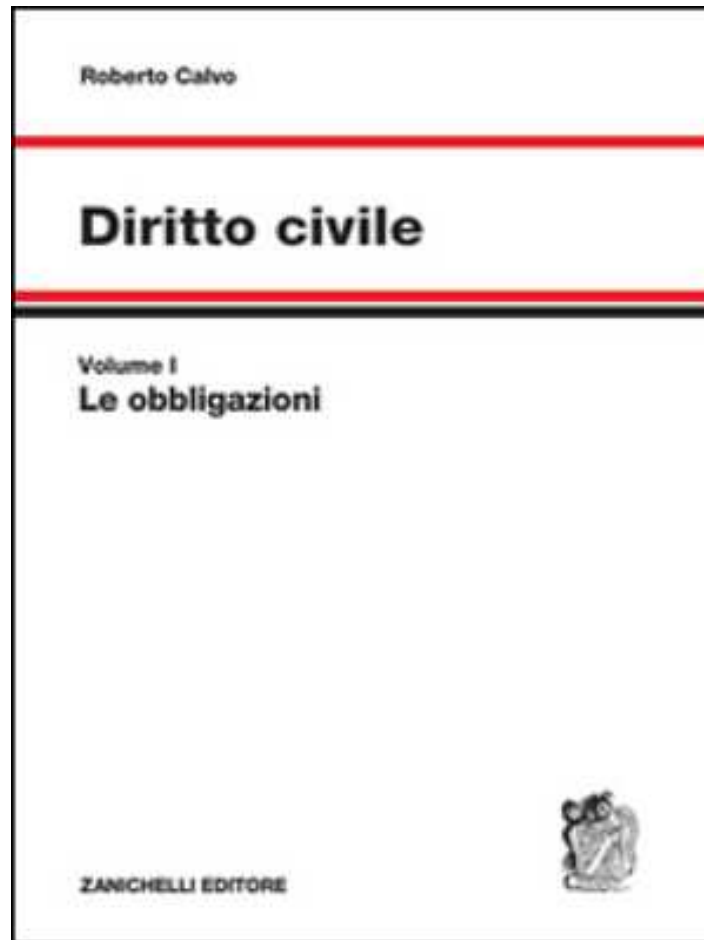 Roberto Calvo
Diritto civile
Volume I
Le obbligazioni
ZANICHELLI EDITORE